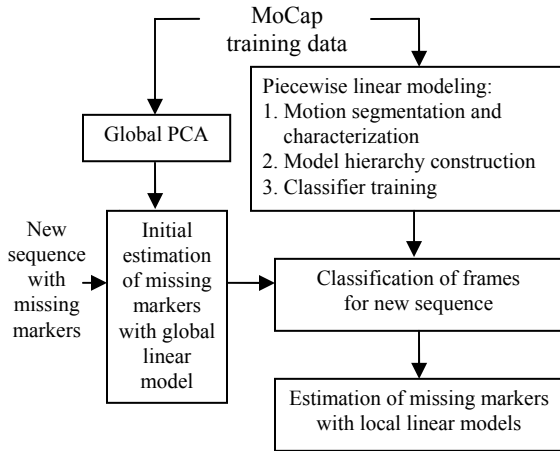 MoCap
training data
Global PCA
Piecewise linear modeling:
1. Motion segmentation and
characterization
2. Model hierarchy construction
3. Classifier training
New
sequence
with
missing
markers
Initial
estimation
of missing
markers
with global
linear
model
Classification of frames
for new sequence
Estimation of missing markers
with local linear models